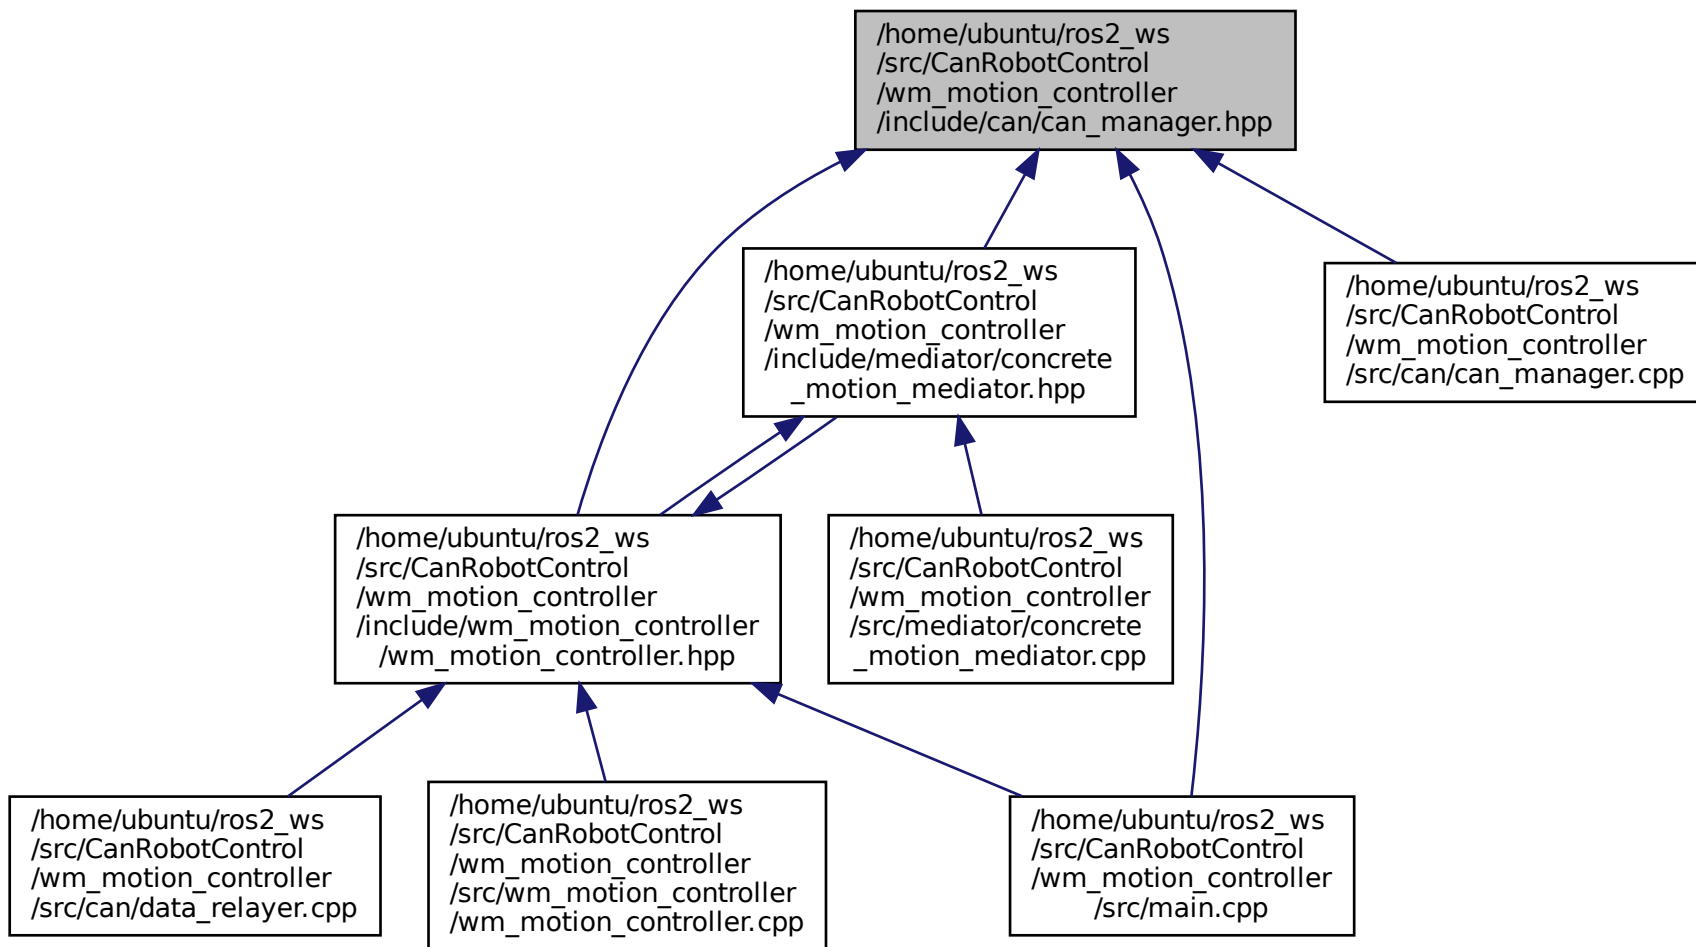 /home/ubuntu/ros2_ws
/src/CanRobotControl
/wm_motion_controller
/include/can/can_manager.hpp
/home/ubuntu/ros2_ws
/src/CanRobotControl
/wm_motion_controller
/include/mediator/concrete
_motion_mediator.hpp
/home/ubuntu/ros2_ws
/src/CanRobotControl
/wm_motion_controller
/src/can/can_manager.cpp
/home/ubuntu/ros2_ws
/src/CanRobotControl
/wm_motion_controller
/include/wm_motion_controller
/wm_motion_controller.hpp
/home/ubuntu/ros2_ws
/src/CanRobotControl
/wm_motion_controller
/src/mediator/concrete
_motion_mediator.cpp
/home/ubuntu/ros2_ws
/src/CanRobotControl
/wm_motion_controller
/src/can/data_relayer.cpp
/home/ubuntu/ros2_ws
/src/CanRobotControl
/wm_motion_controller
/src/wm_motion_controller
/wm_motion_controller.cpp
/home/ubuntu/ros2_ws
/src/CanRobotControl
/wm_motion_controller
/src/main.cpp